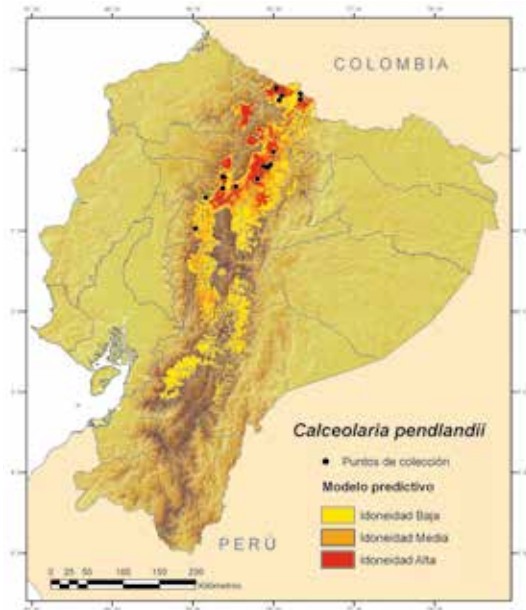 COLOMBIA
Calceolaria pendlandii
Puntos de colección
Modelo predictivo
Idoneidad Baja
Idoneidad Media
Idoneidad Alta
PERÚ
0 25 50 100 150 200
Kilómetros